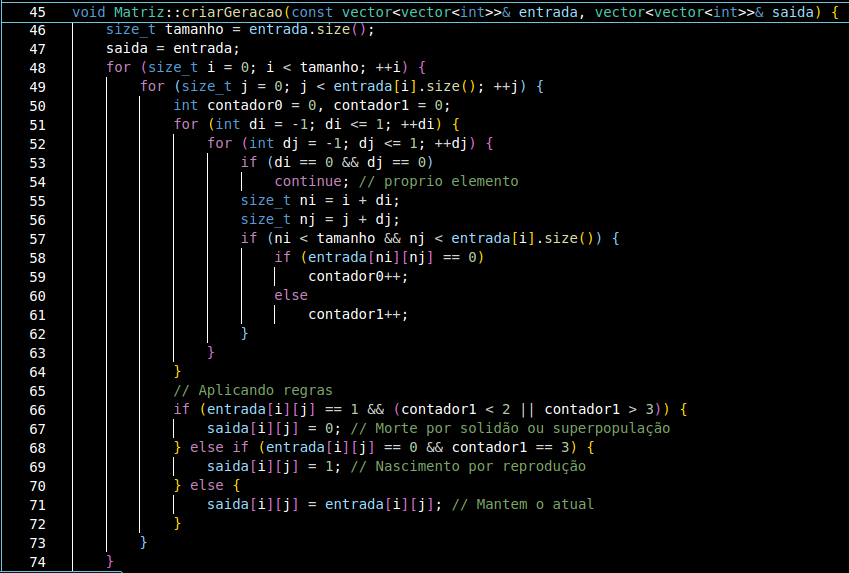 45 void Matriz::criarGeracao(const vector<vector<int>>& entrada, vector<vector<int>>& saida) {
46     size_t tamanho = entrada.size();
47     saida = entrada;
48     for (size_t i = 0; i < tamanho; ++i) {
49         for (size_t j = 0; j < entrada[i].size(); ++j) {
50             int contador0 = 0, contador1 = 0;
51             for (int di = -1; di <= 1; ++di) {
52                 for (int dj = -1; dj <= 1; ++dj) {
53                     if (di == 0 && dj == 0)
54                         continue; // proprio elemento
55                     size_t ni = i + di;
56                     size_t nj = j + dj;
57                     if (ni < tamanho && nj < entrada[i].size()) {
58                         if (entrada[ni][nj] == 0)
59                             contador0++;
60                         else
61                             contador1++;
62                     }
63                 }
64             }
65             // Aplicando regras
66             if (entrada[i][j] == 1 && (contador1 < 2 || contador1 > 3)) {
67                 saida[i][j] = 0; // Morte por solidão ou superpopulação
68             } else if (entrada[i][j] == 0 && contador1 == 3) {
69                 saida[i][j] = 1; // Nascimento por reprodução
70             } else {
71                 saida[i][j] = entrada[i][j]; // Mantem o atual
72             }
73         }
74     }